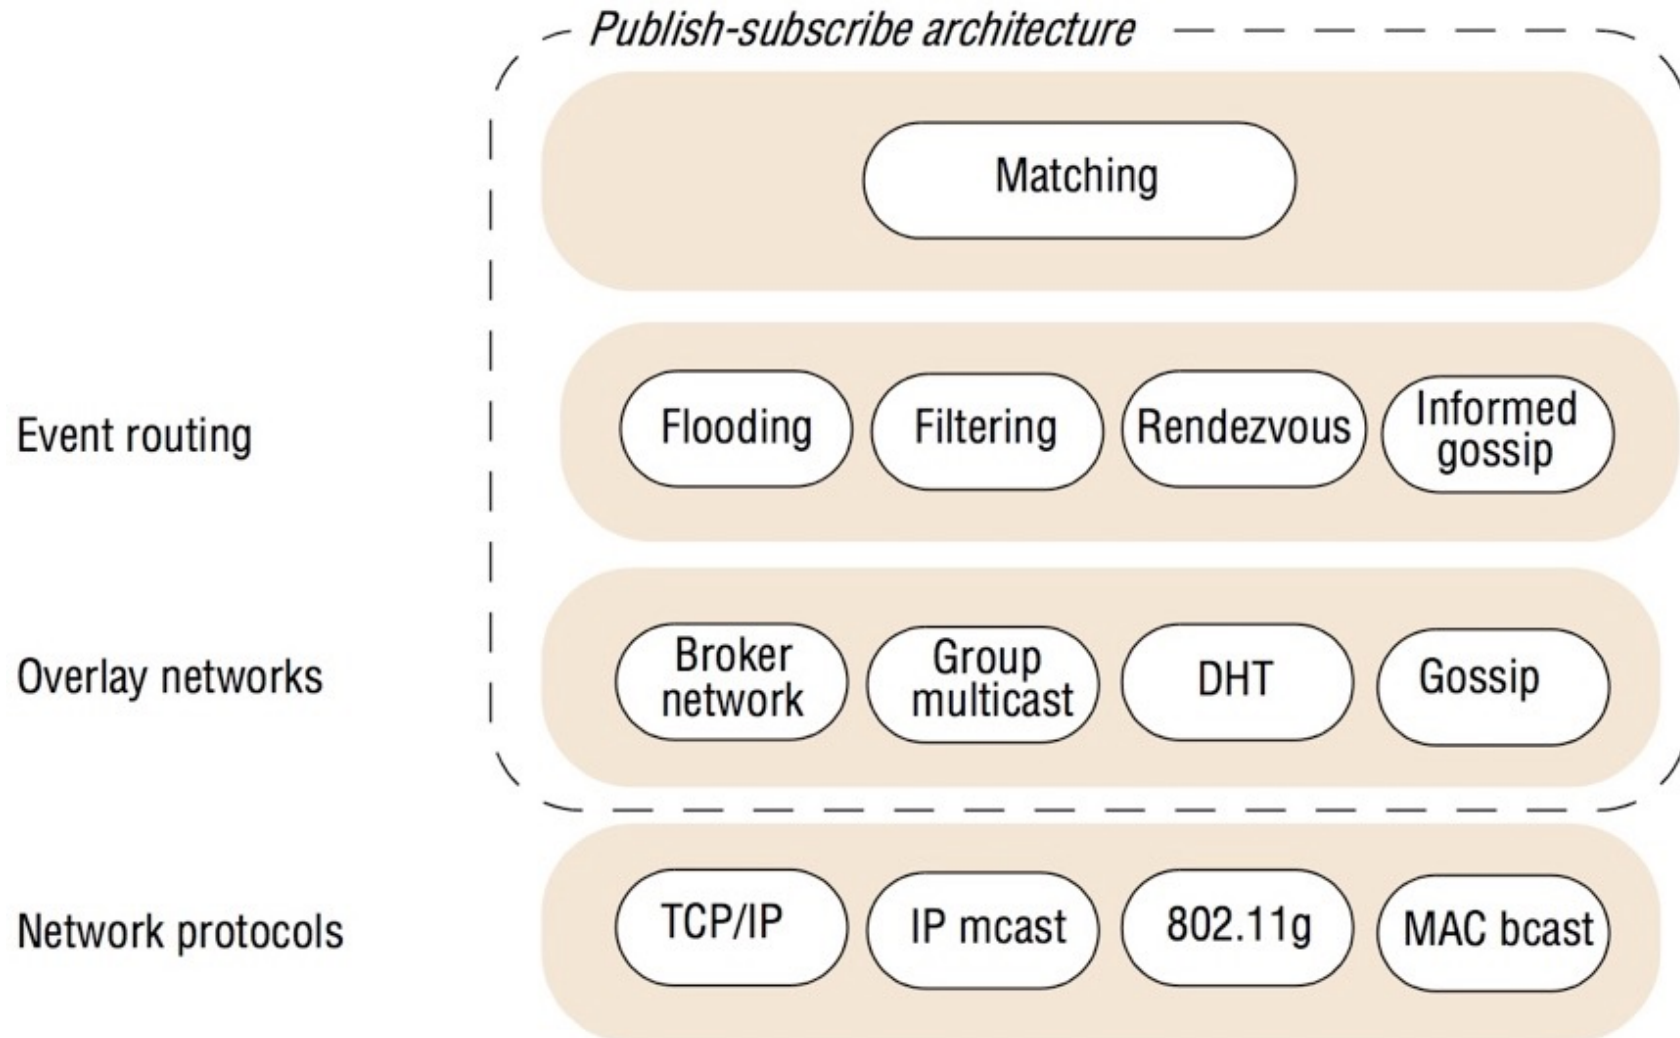 Publish-subscribe architecture
Matching
Event routing
Flooding
Filtering
Rendezvous
Informed
gossip
Overlay networks
Broker
network
Group
multicast
DHT
Gossip
Network protocols
TCP/IP
IP mcast
802.11g
MAC bcast